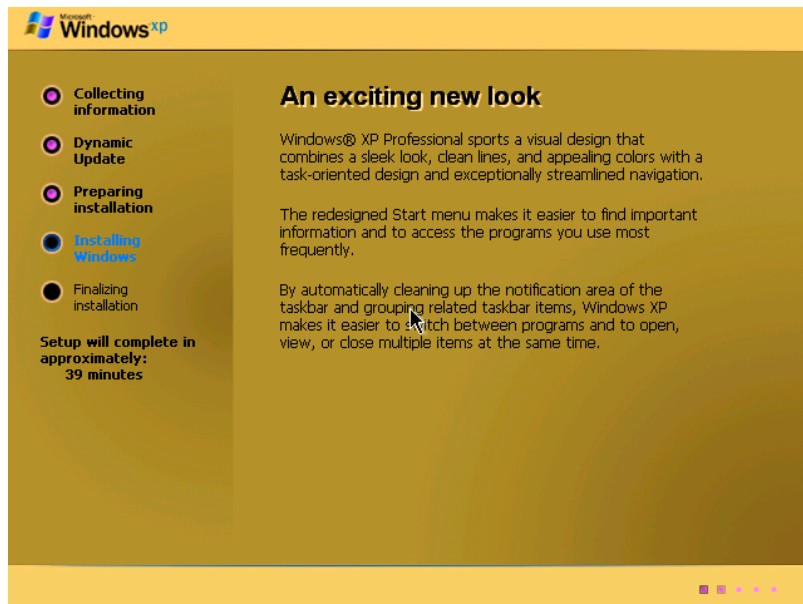 Microsoft
Windows xp
Collecting
information
Dynamic
Update
Preparing
installation
Installing
Windows
Finalizing
installation
Setup will complete in
approximately:
39 minutes
An exciting new look
Windows® XP Professional sports a visual design that
combines a sleek look, clean lines, and appealing colors with a
task-oriented design and exceptionally streamlined navigation.
The redesigned Start menu makes it easier to find important
information and to access the programs you use most
frequently.
By automatically cleaning up the notification area of the
taskbar and grouping related taskbar items, Windows XP
makes it easier to switch between programs and to open,
view, or close multiple items at the same time.